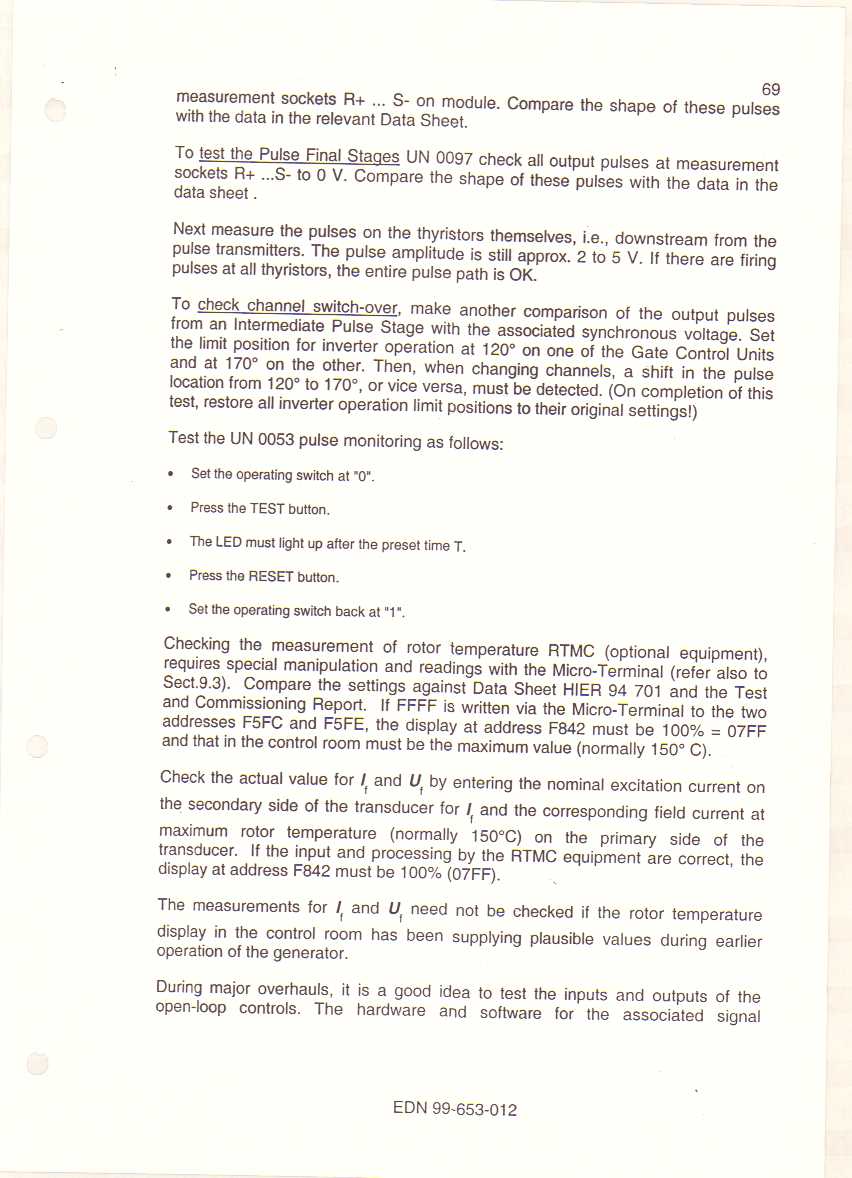 69
measurement sockets R+ ... S- on module. Compare the shape of these pulses
with the data in the relevant Data Sheet.
To test the Pulse Final Stages UN 0097 check all output pulses at measurement
sockets R+ ...S- to 0 V. Compare the shape of these pulses with the data in the
data sheet .
Next measure the pulses on the thyristors themselves, i.e., downstream from the
pulse transmitters. The pulse amplitude is still approx. 2 to 5 V. If there are firing
pulses at all thyristors, the entire pulse path is OK.
To check channel switch-over, make another comparison of the output pulses
from an Intermediate Pulse Stage with the associated synchronous voltage. Set
the limit position for inverter operation at 120° on one of the Gate Control Units
and at 170° on the other. Then, when changing channels, a shift in the pulse
location from 120° to 170°, or vice versa, must be detected. (On completion of this
test, restore all inverter operation limit positions to their original settings!)
Test the UN 0053 pulse monitoring as follows:
• Set the operating switch at "0".
• Press the TEST button.
• The LED must light up after the preset time T.
• Press the RESET button.
• Set the operating switch back at "1".
Checking the measurement of rotor temperature RTMC (optional equipment),
requires special manipulation and readings with the Micro-Terminal (refer also to
Sect.9.3). Compare the settings against Data Sheet HIER 94 701 and the Test
and Commissioning Report. If FFFF is written via the Micro-Terminal to the two
addresses F5FC and F5FE, the display at address F842 must be 100% = 07FF
and that in the control room must be the maximum value (normally 150° C).
Check the actual value for If and Uf by entering the nominal excitation current on
the secondary side of the transducer for If and the corresponding field current at
maximum rotor temperature (normally 150°C) on the primary side of the
transducer. If the input and processing by the RTMC equipment are correct, the
display at address F842 must be 100% (07FF).
The measurements for If and Uf need not be checked if the rotor temperature
display in the control room has been supplying plausible values during earlier
operation of the generator.
During major overhauls, it is a good idea to test the inputs and outputs of the
open-loop controls. The hardware and software for the associated signal
EDN 99-653-012